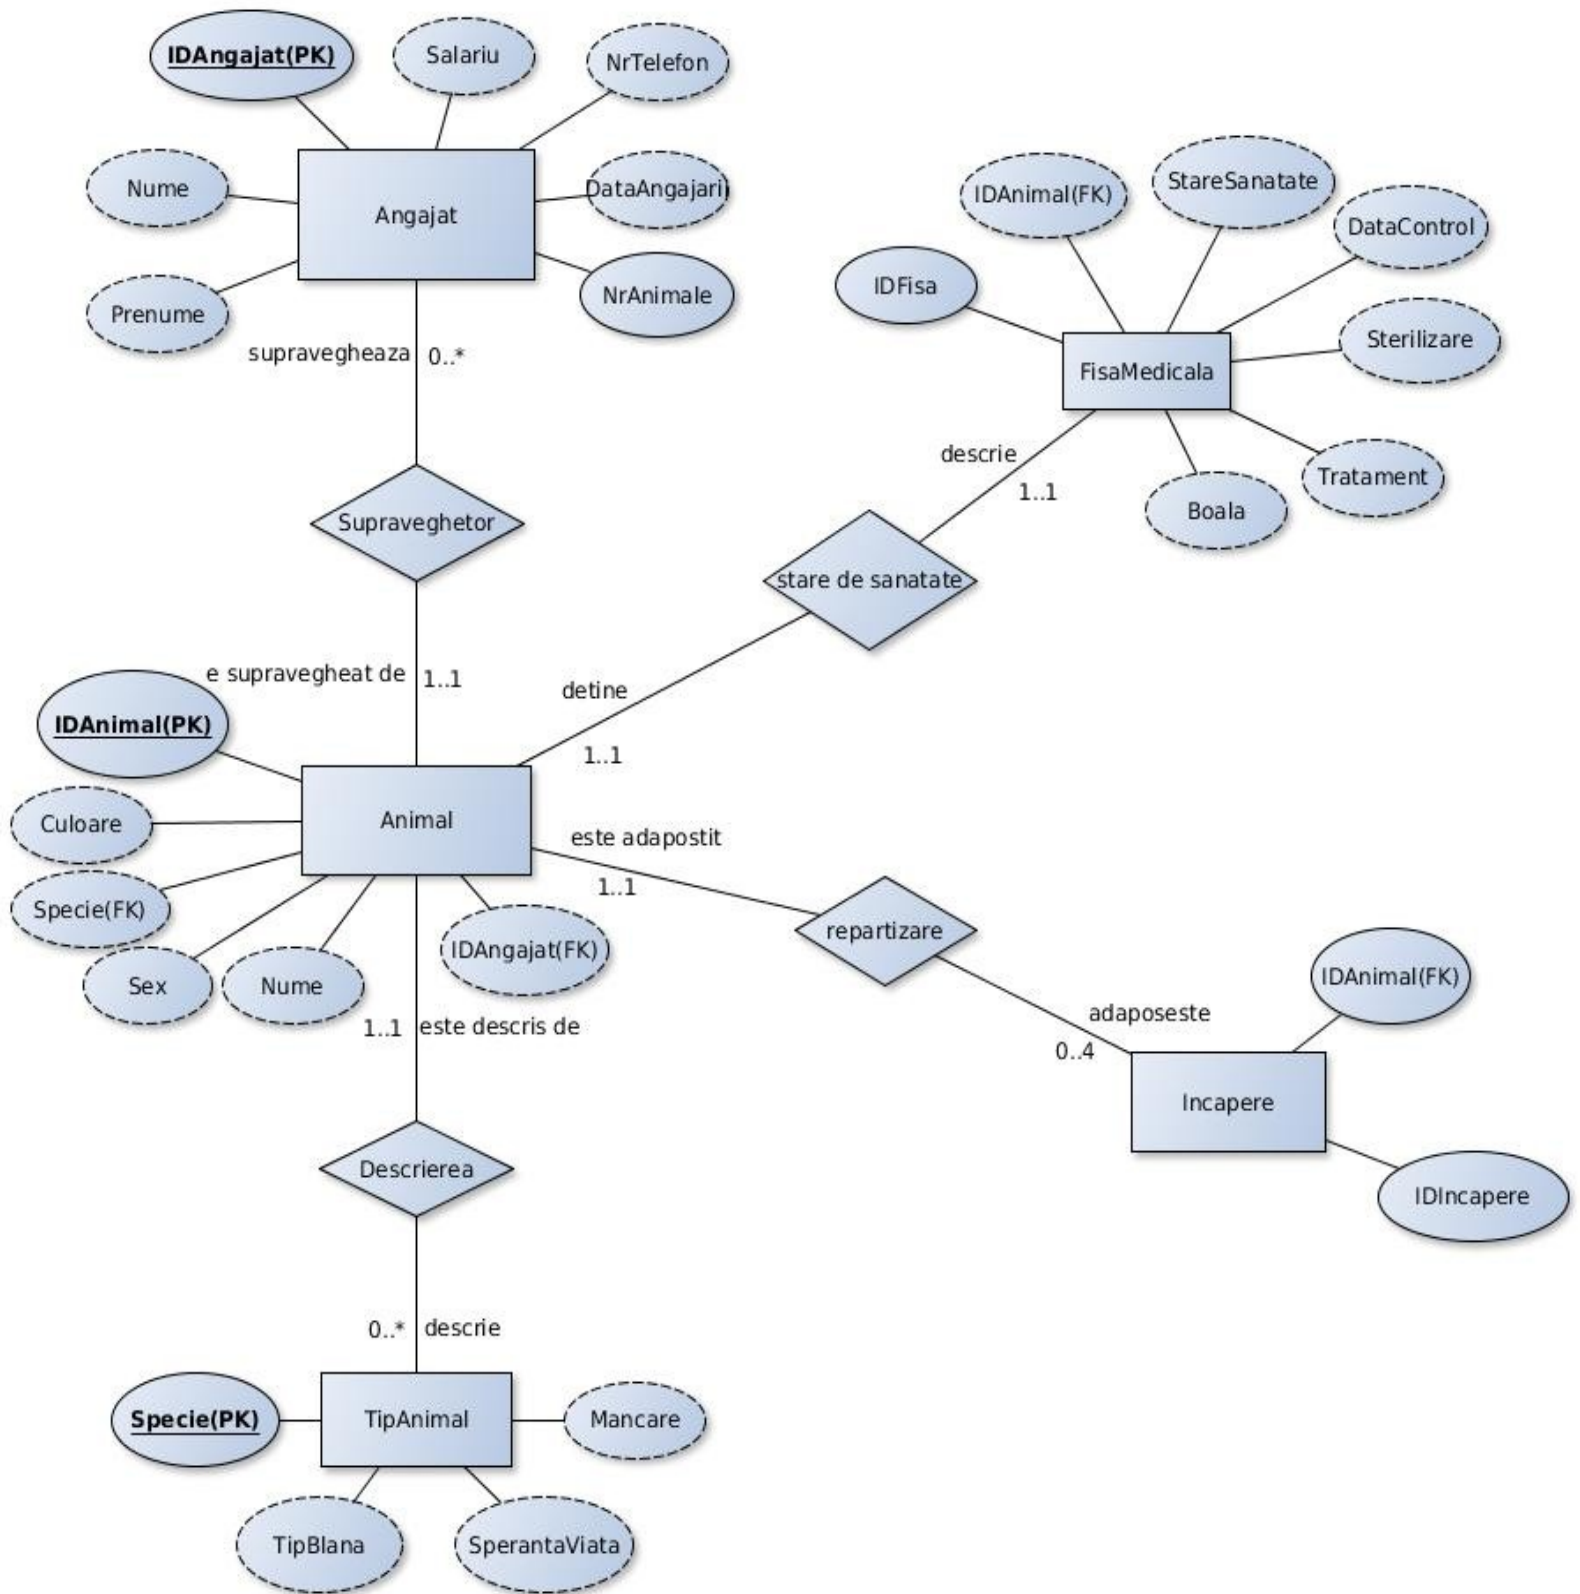 IDAngajat(PK)
Salariu
NrTelefon
Nume
DataAngajarii
Angajat
Prenume
NrAnimale
supravegheaza
0..*
IDAnimal(FK)
StareSanatate
DataControl
IDFisa
Sterilizare
FisaMedicala
Tratament
Boala
descrie
1..1
Supraveghetor
stare de sanatate
e supravegheat de
1..1
detine
1..1
IDAnimal(PK)
Culoare
Animal
Specie(FK)
Sex
Nume
IDAngajat(FK)
este adapostit
1..1
repartizare
IDAnimal(FK)
adaposeste
0..4
Incapere
IDIncapere
1..1
este descris de
Descrierea
0..*
descrie
Specie(PK)
TipAnimal
Mancare
TipBlana
SperantaViata